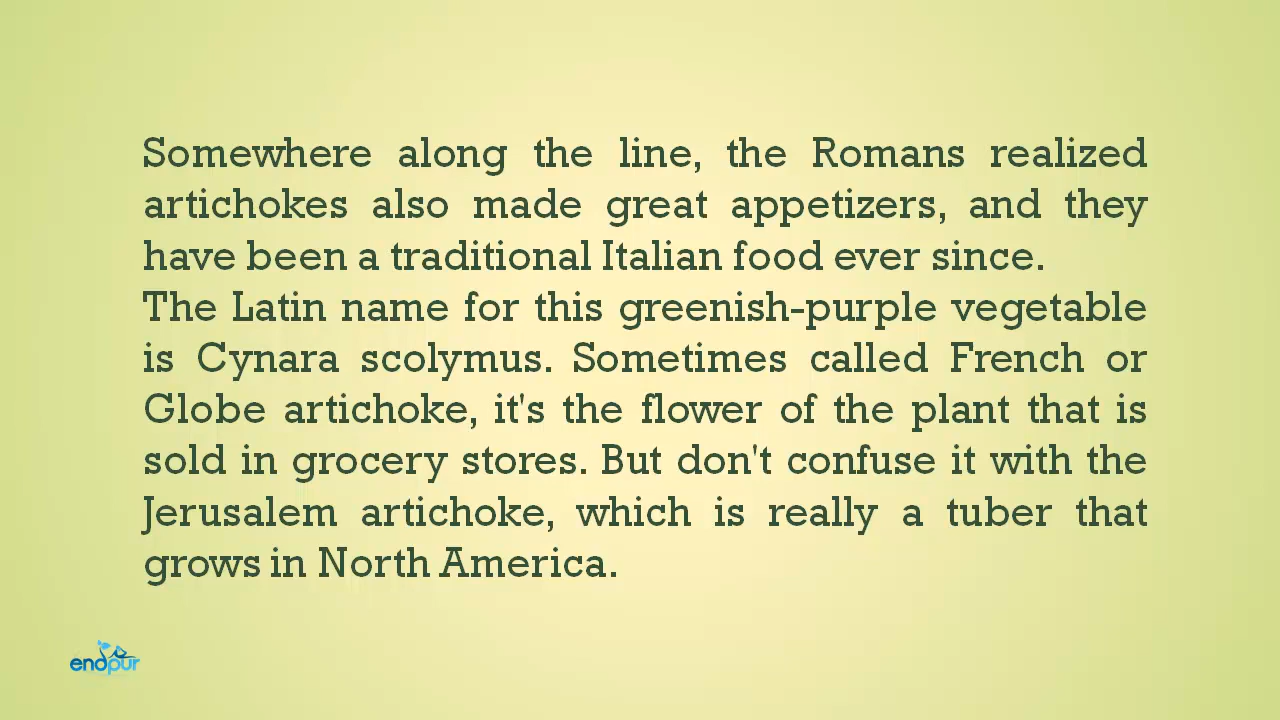 Somewhere along the line, the Romans realized
artichokes also made great appetizers, and they
have been a traditional Italian food ever since.
The Latin name for this greenish-purple vegetable
is Cynara scolymus. Sometimes called French or
Globe artichoke, it's the flower of the plant that is
sold in grocery stores. But don't confuse it with the
Jerusalem artichoke, which is really a tuber that
grows in North America.
endpur